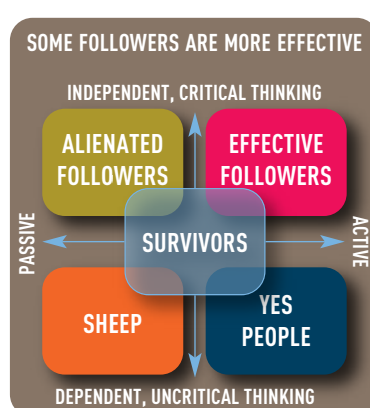 SOME FOLLOWERS ARE MORE EFFECTIVE
INDEPENDENT, CRITICAL THINKING
ALIENATED
FOLLOWERS
EFFECTIVE
FOLLOWERS
PASSIVE
SURVIVORS
ACTIVE
SHEEP
YES
PEOPLE
DEPENDENT, UNCRITICAL THINKING